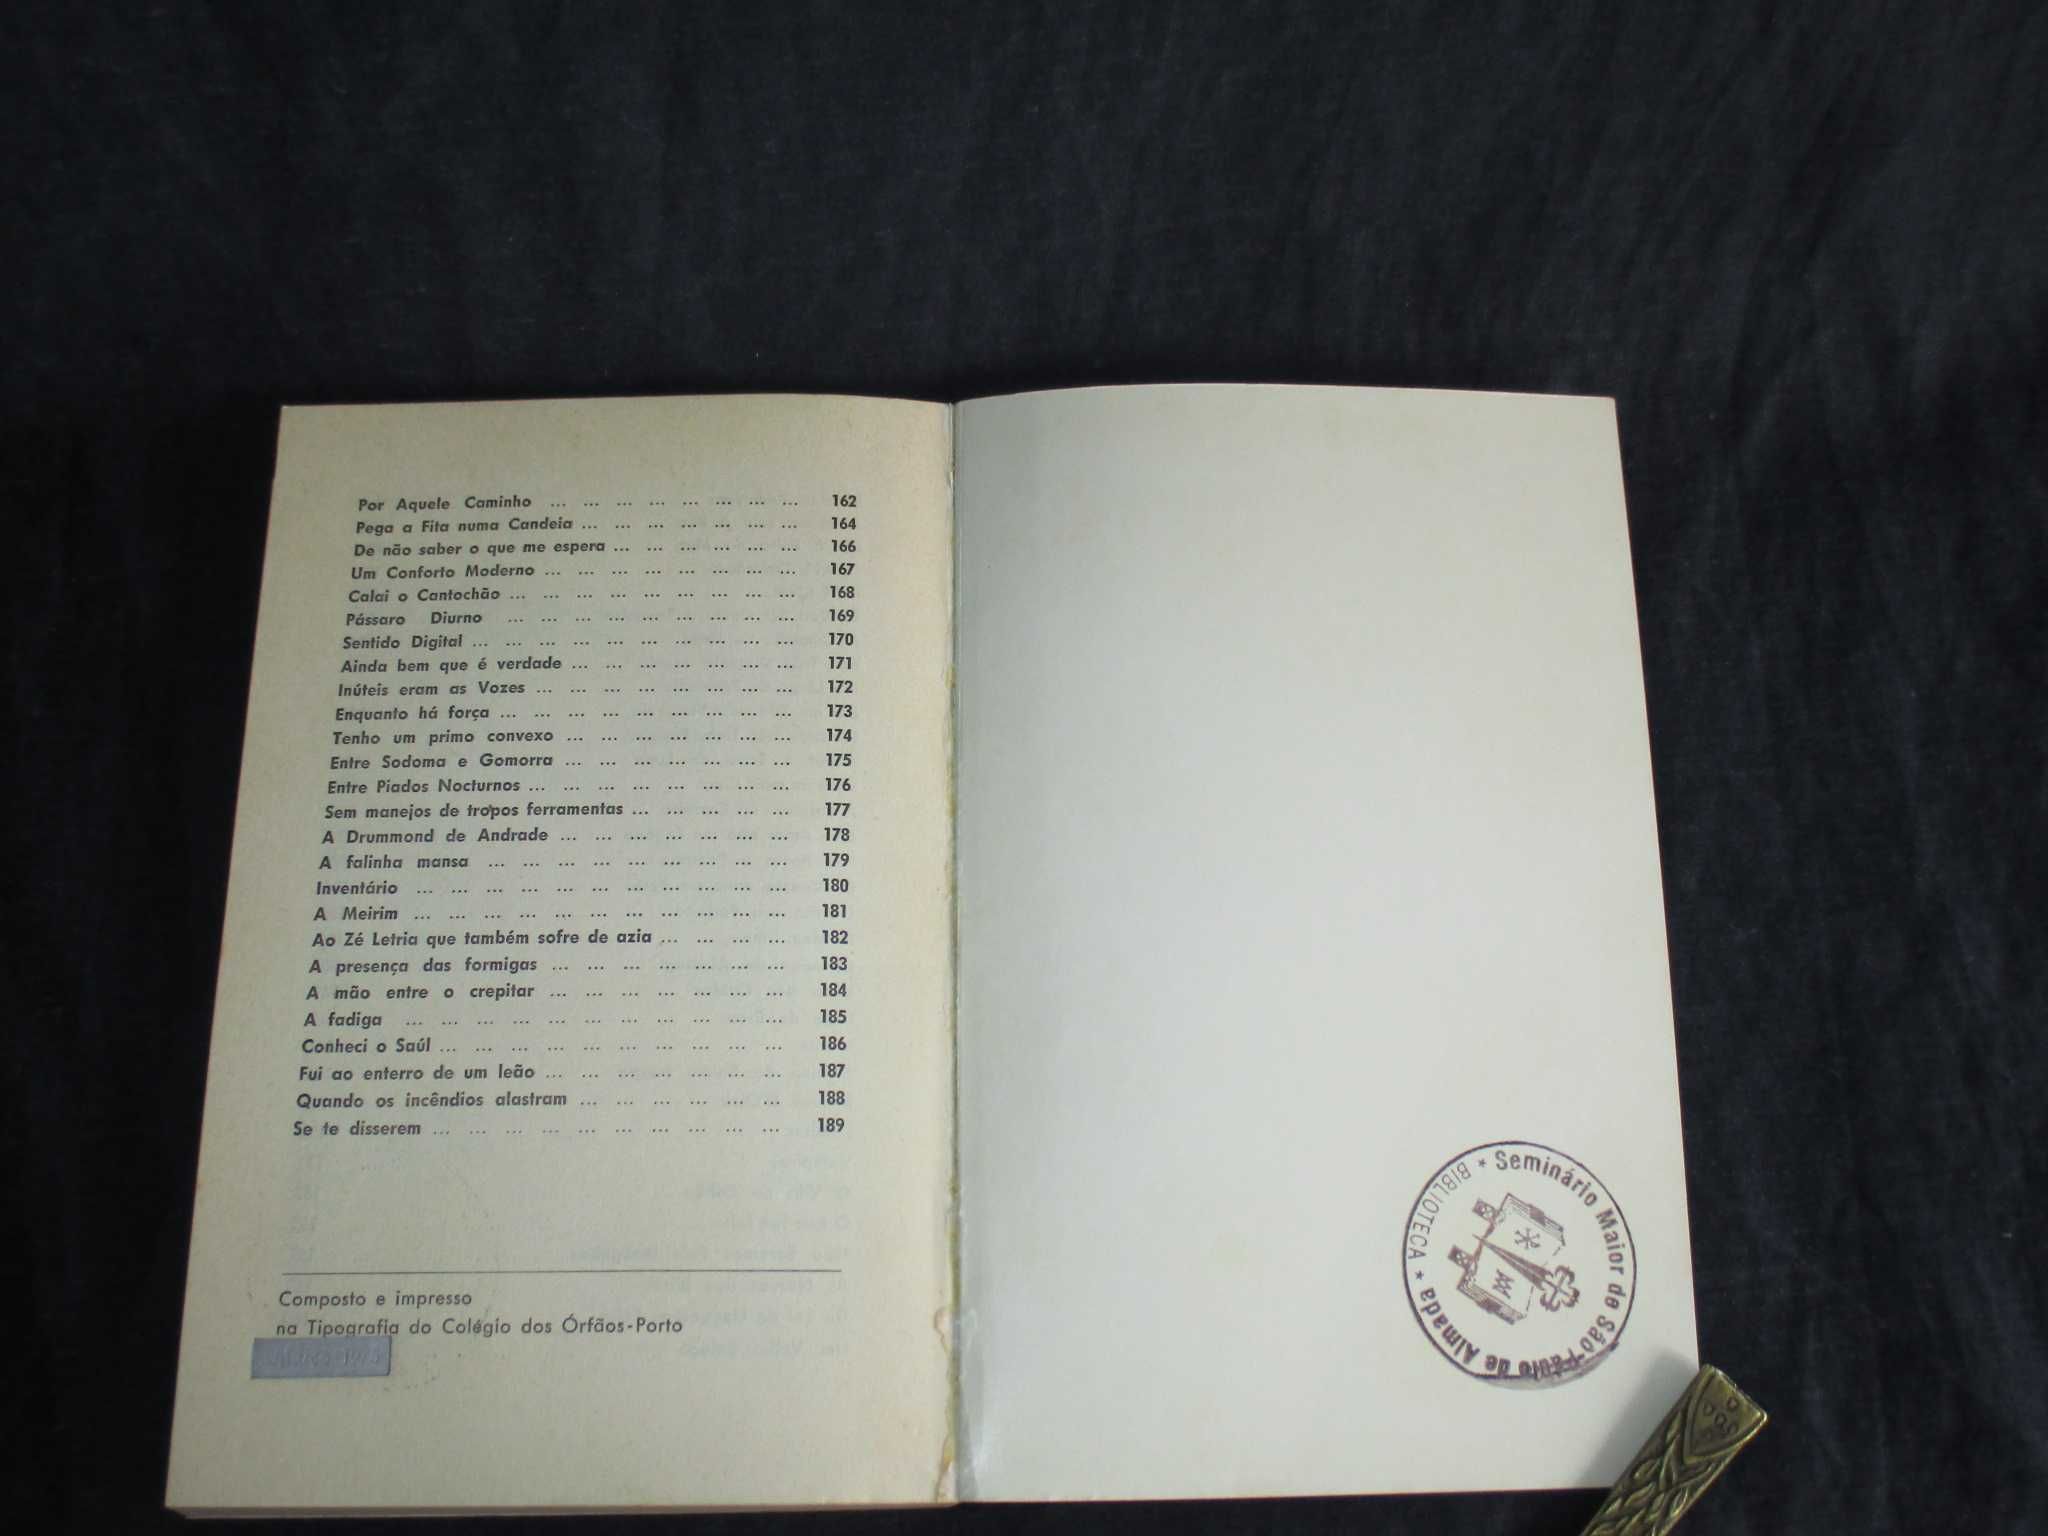 Por Aquele Caminho ... ... ... ... ... ... ... ... 162
Pega a Fita numa Candeia ... ... ... ... ... ... ... 164
De não saber o que me espera ... ... ... ... ... ... 166
Um Conforto Moderno ... ... ... ... ... ... ... ... 167
Calai o Cantochão ... ... ... ... ... ... ... ... ... 168
Pássaro Diurno ... ... ... ... ... ... ... ... ... 169
Sentido Digital ... ... ... ... ... ... ... ... ... ... 170
Ainda bem que é verdade ... ... ... ... ... ... ... 171
Inúteis eram as Vozes ... ... ... ... ... ... ... ... 172
Enquanto há força ... ... ... ... ... ... ... ... ... 173
Tenho um primo convexo ... ... ... ... ... ... ... 174
Entre Sodoma e Gomorra ... ... ... ... ... ... ... 175
Entre Piados Nocturnos ... ... ... ... ... ... ... ... 176
Sem manejos de tropos ferramentas ... ... ... ... ... 177
A Drummond de Andrade ... ... ... ... ... ... ... 178
A falinha mansa ... ... ... ... ... ... ... ... ... 179
Inventário ... ... ... ... ... ... ... ... ... ... ... 180
A Meirim ... ... ... ... ... ... ... ... ... ... ... 181
Ao Zé Letria que também sofre de azia ... ... ... ... 182
A presença das formigas ... ... ... ... ... ... ... 183
A mão entre o crepitar ... ... ... ... ... ... ... 184
A fadiga ... ... ... ... ... ... ... ... ... ... ... 185
Conheci o Saúl ... ... ... ... ... ... ... ... ... ... 186
Fui ao enterro de um leão ... ... ... ... ... ... ... 187
Quando os incêndios alastram ... ... ... ... ... ... 188
Se te disserem ... ... ... ... ... ... ... ... ... ... 189
Composto e impresso
na Tipografia do Colégio dos Órfãos-Porto
Seminário Maior de São Paulo de Almada
* BIBLIOTECA *